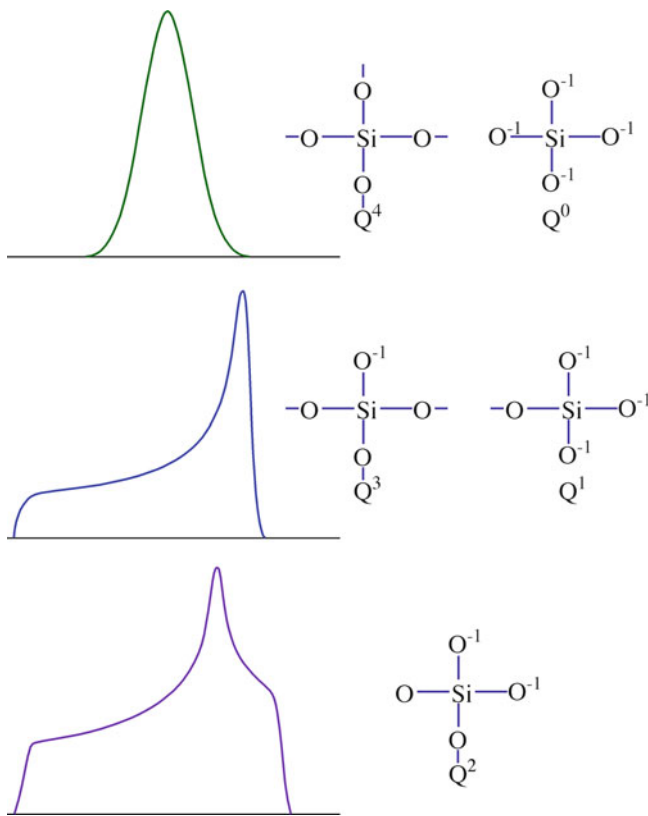 O O⁻¹
O Si O O⁻¹ Si O⁻¹
O O⁻¹
Q⁴ Q⁰
O⁻¹ O⁻¹
O Si O O Si O⁻¹
O O⁻¹
Q³ Q¹
O⁻¹
O Si O⁻¹
O
Q²